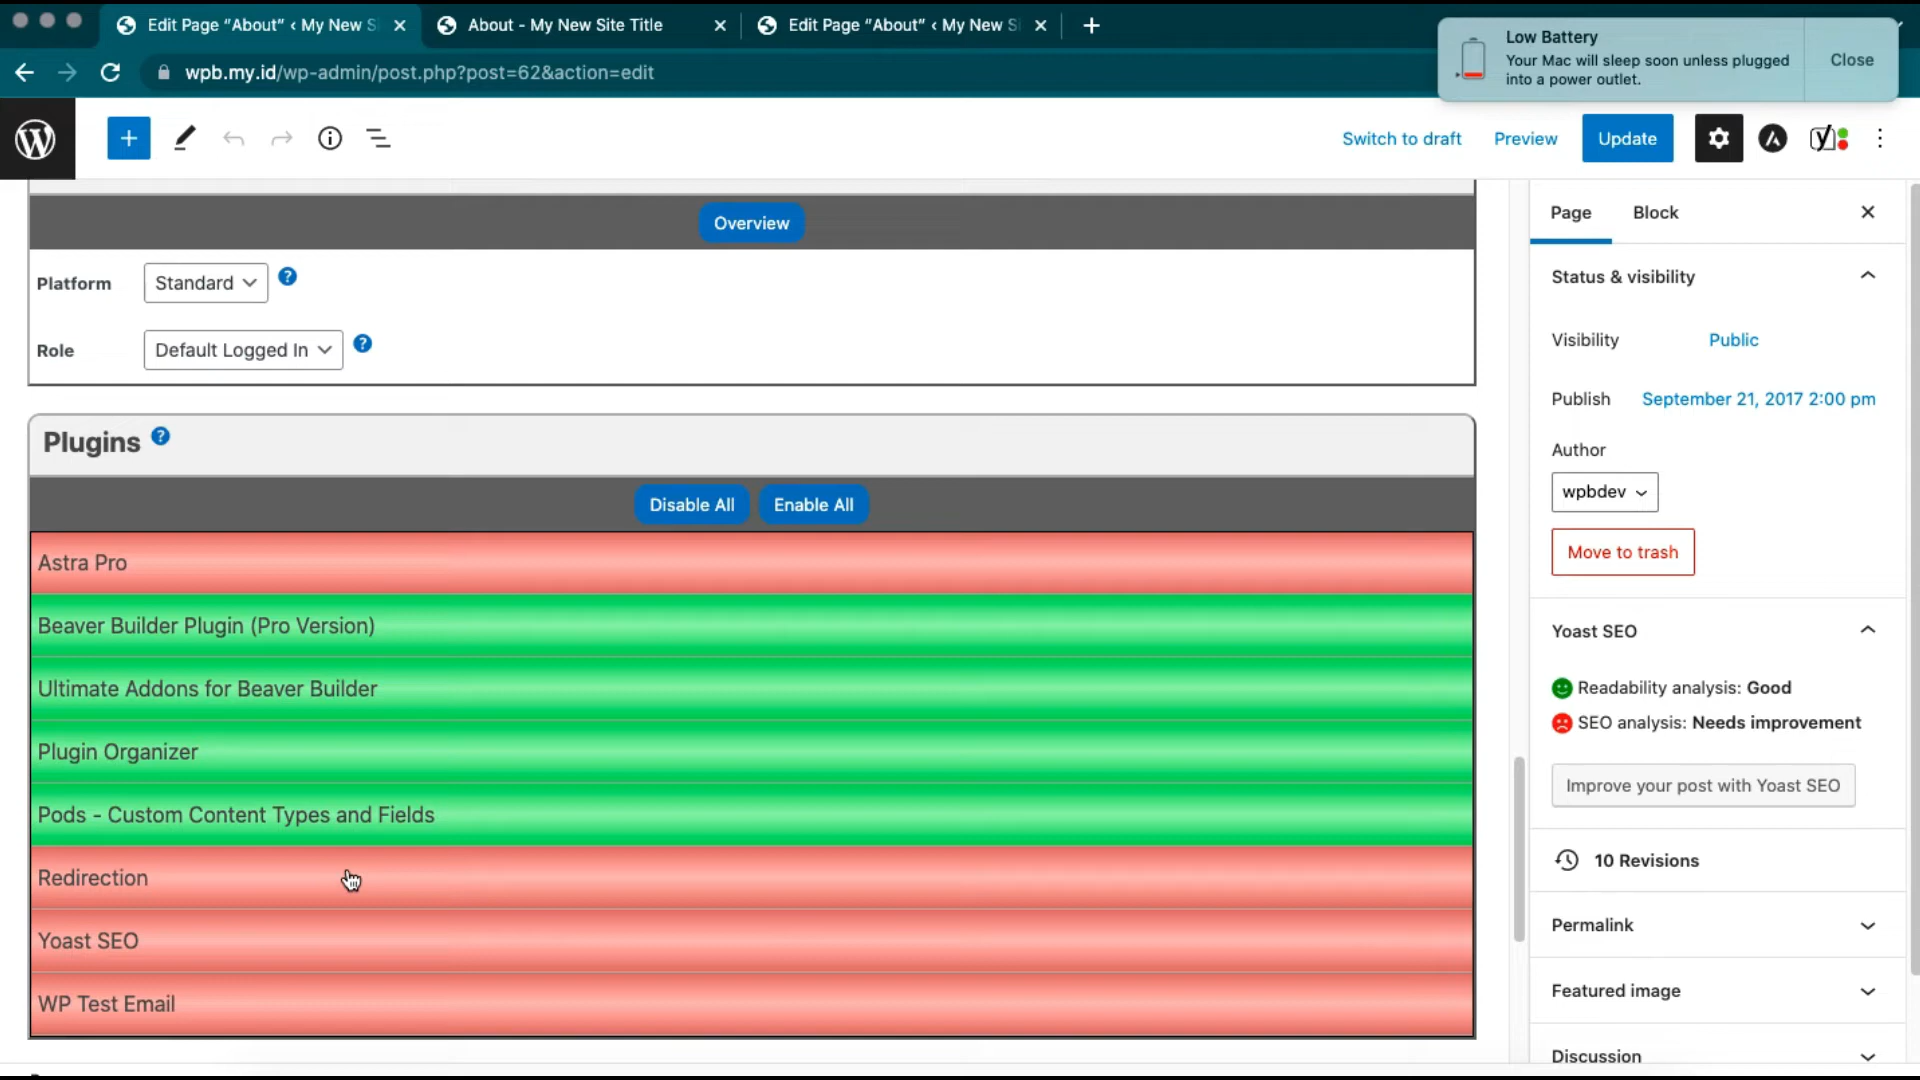 Edit Page “About” ‹ My New S
About - My New Site Title
Edit Page “About” ‹ My New S
Low Battery
Your Mac will sleep soon unless plugged
into a power outlet.
Close
wpb.my.id/wp-admin/post.php?post=62&action=edit
Switch to draft
Preview
Update
Overview
Platform
Standard
Role
Default Logged In
Plugins
Disable All
Enable All
Astra Pro
Beaver Builder Plugin (Pro Version)
Ultimate Addons for Beaver Builder
Plugin Organizer
Pods - Custom Content Types and Fields
Redirection
Yoast SEO
WP Test Email
Page
Block
Status & visibility
Visibility
Public
Publish
September 21, 2017 2:00 pm
Author
wpbdev
Move to trash
Yoast SEO
Readability analysis: Good
SEO analysis: Needs improvement
Improve your post with Yoast SEO
10 Revisions
Permalink
Featured image
Discussion